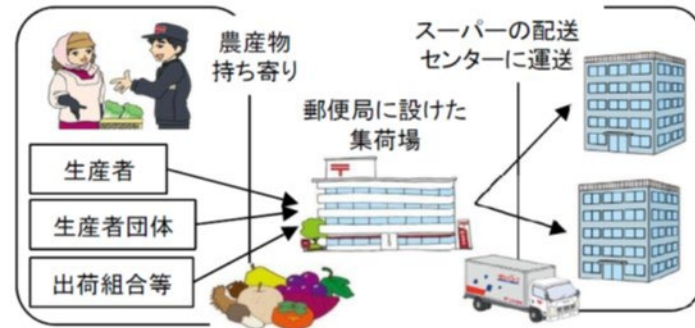 農産物
持ち寄り
スーパーの配送
センターに運送
郵便局に設けた
集荷場
生産者
生産者団体
出荷組合等